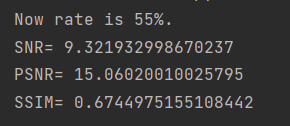 Now rate is 55%.
SNR= 9.321932998670237
PSNR= 15.06020010025795
SSIM= 0.6744975155108442